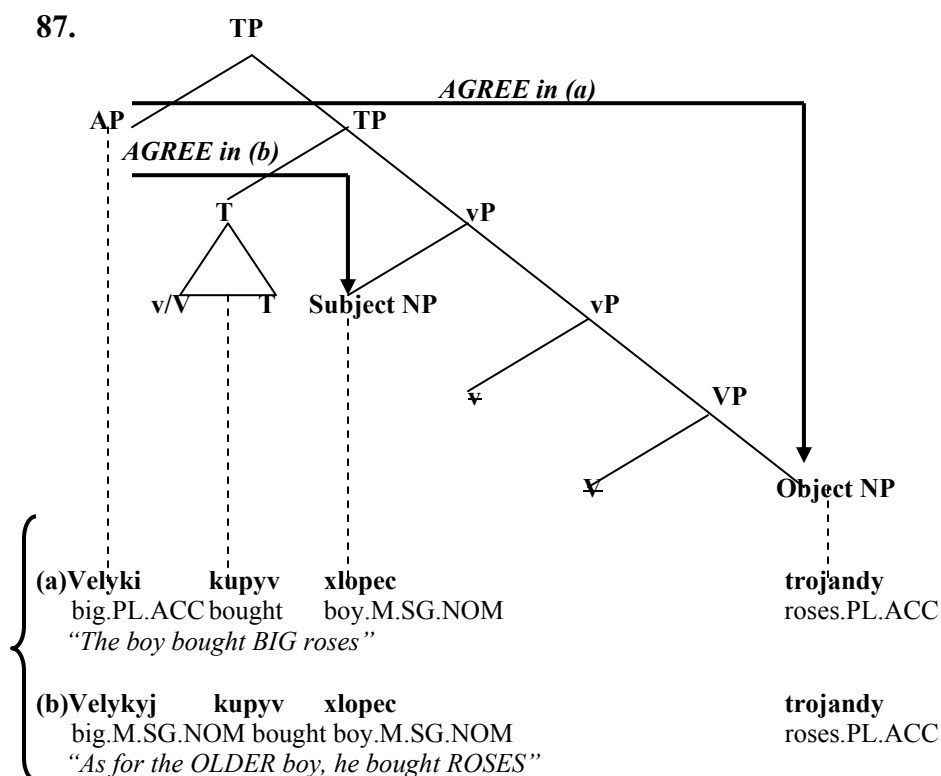 87.
TP
AGREE in (a)
AP
TP
AGREE in (b)
T
vP
v/V T Subject NP
vP
v
VP
V
Object NP
(a)Velyki kupyv xlopec trojandy
big.PL.ACC bought boy.M.SG.NOM roses.PL.ACC
“The boy bought BIG roses”
(b)Velykyj kupyv xlopec trojandy
big.M.SG.NOM bought boy.M.SG.NOM roses.PL.ACC
“As for the OLDER boy, he bought ROSES”